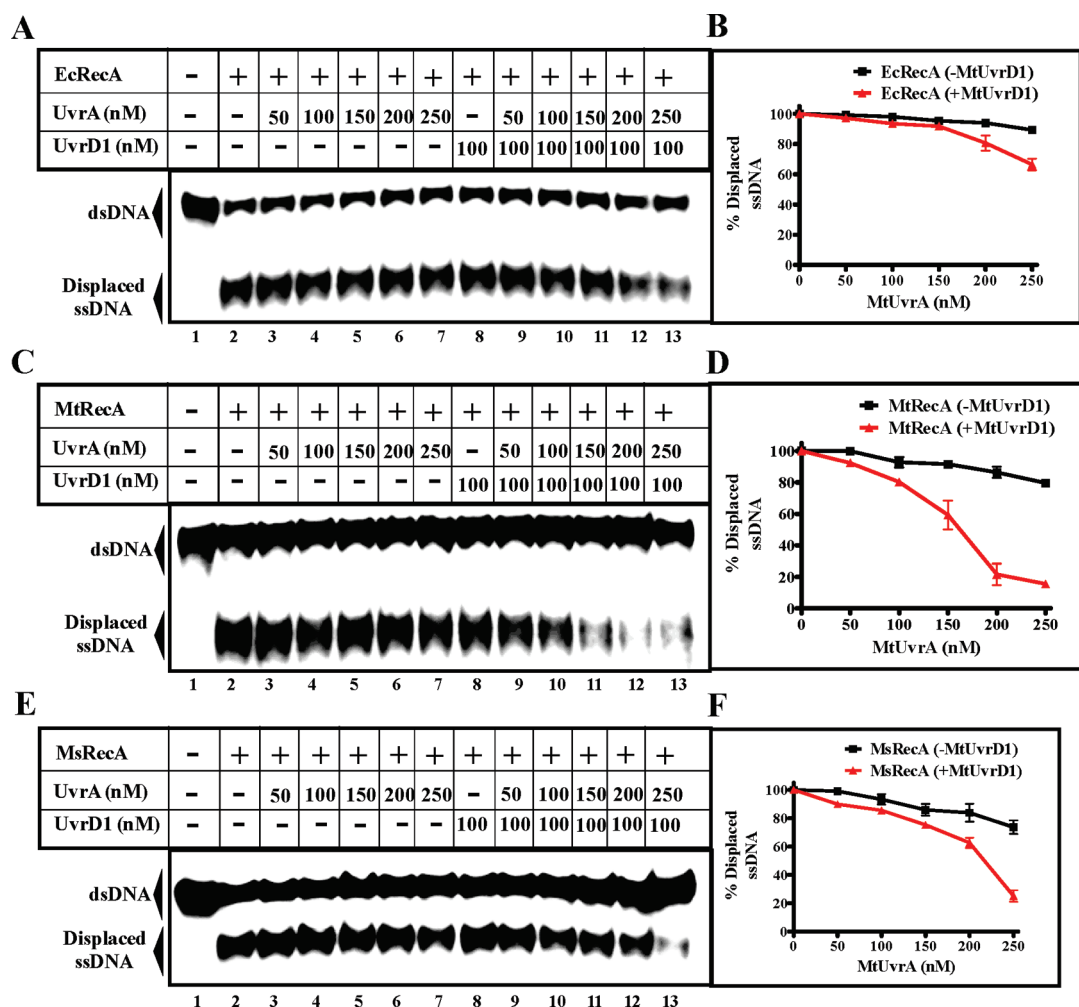 A
EcRecA - + + + + + + + + + + + +
UvrA (nM) - - 50 100 150 200 250 - 50 100 150 200 250
UvrD1 (nM) - - - - - - - 100 100 100 100 100 100
dsDNA
Displaced
ssDNA
1 2 3 4 5 6 7 8 9 10 11 12 13
B
EcRecA (-MtUvrD1)
EcRecA (+MtUvrD1)
% Displaced
ssDNA
100
80
60
40
20
0
0 50 100 150 200 250
MtUvrA (nM)
C
MtRecA - + + + + + + + + + + + +
UvrA (nM) - - 50 100 150 200 250 - 50 100 150 200 250
UvrD1 (nM) - - - - - - - 100 100 100 100 100 100
dsDNA
Displaced
ssDNA
1 2 3 4 5 6 7 8 9 10 11 12 13
D
MtRecA (-MtUvrD1)
MtRecA (+MtUvrD1)
% Displaced
ssDNA
100
80
60
40
20
0
0 50 100 150 200 250
MtUvrA (nM)
E
MsRecA - + + + + + + + + + + + +
UvrA (nM) - - 50 100 150 200 250 - 50 100 150 200 250
UvrD1 (nM) - - - - - - - 100 100 100 100 100 100
dsDNA
Displaced
ssDNA
1 2 3 4 5 6 7 8 9 10 11 12 13
F
MsRecA (-MtUvrD1)
MsRecA (+MtUvrD1)
% Displaced
ssDNA
100
80
60
40
20
0
0 50 100 150 200 250
MtUvrA (nM)